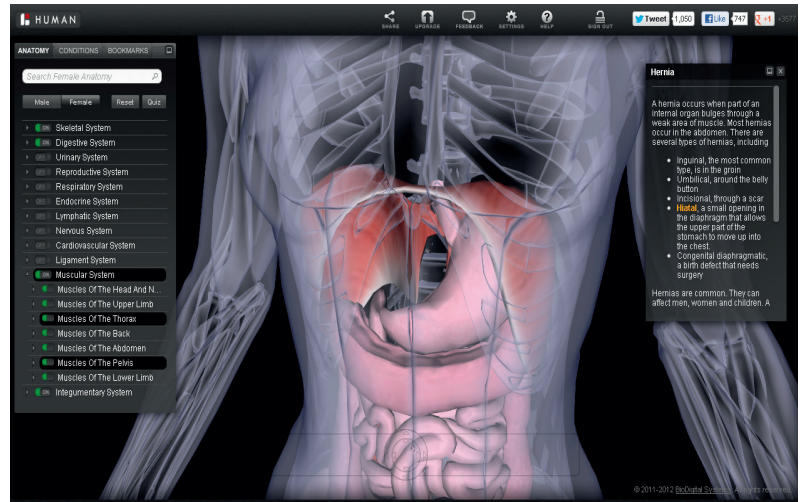 HUMAN
SHARE
UPGRADE
FEEDBACK
SETTINGS
HELP
SIGN OUT
Tweet 1,050
Like 747
+1 +3577
ANATOMY CONDITIONS BOOKMARKS
Search Female Anatomy
Male Female Reset Quiz
ON Skeletal System
ON Digestive System
Urinary System
Reproductive System
Respiratory System
Endocrine System
Lymphatic System
Nervous System
Cardiovascular System
Ligament System
ON Muscular System
Muscles Of The Head And N...
Muscles Of The Upper Limb
Muscles Of The Thorax
Muscles Of The Back
Muscles Of The Abdomen
Muscles Of The Pelvis
Muscles Of The Lower Limb
ON Integumentary System
Hernia
A hernia occurs when part of an
internal organ bulges through a
weak area of muscle. Most hernias
occur in the abdomen. There are
several types of hernias, including
Inguinal, the most common
type, is in the groin
Umbilical, around the belly
button
Incisional, through a scar
Hiatal, a small opening in
the diaphragm that allows
the upper part of the
stomach to move up into
the chest.
Congenital diaphragmatic,
a birth defect that needs
surgery
Hernias are common. They can
affect men, women and children. A
© 2011-2012 BioDigital Systems. All rights reserved.